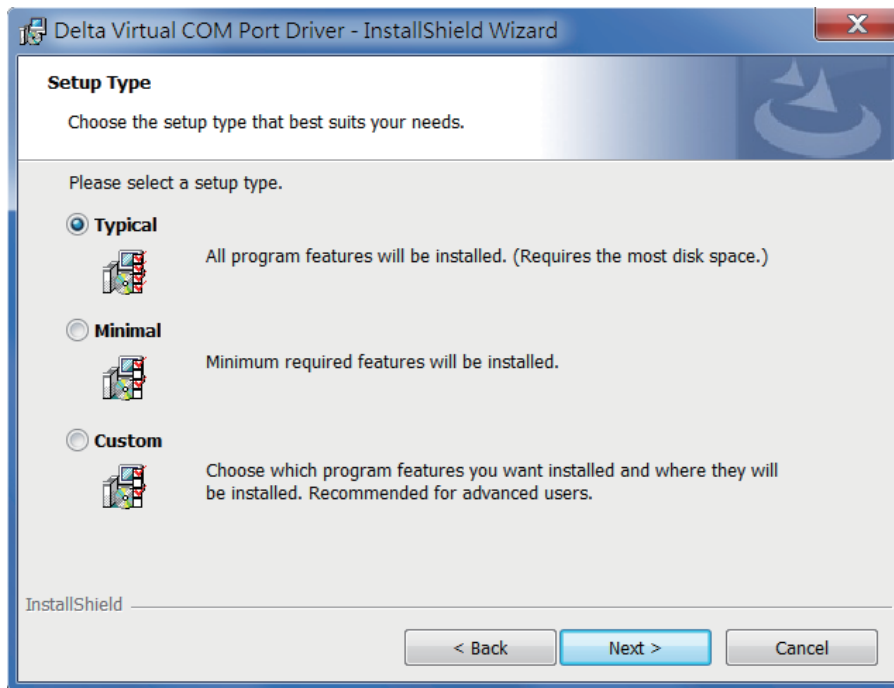 Delta Virtual COM Port Driver - InstallShield Wizard
Setup Type
Choose the setup type that best suits your needs.
Please select a setup type.
Typical
All program features will be installed. (Requires the most disk space.)
Minimal
Minimum required features will be installed.
Custom
Choose which program features you want installed and where they will
be installed. Recommended for advanced users.
InstallShield
< Back
Next >
Cancel